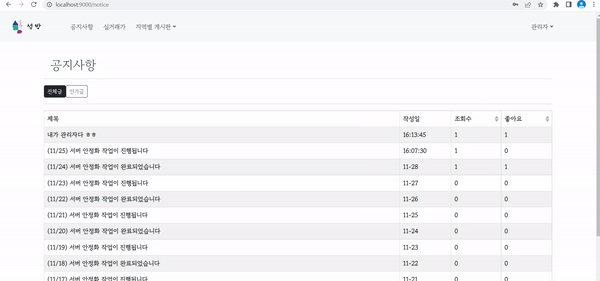 localhost:9000/notice
성 방 공지사항 실거래가 지역별 게시판 관리자
공지사항
전체글 인기글
제목 작성일 조회수 좋아요
내가 관리자다 ㅎㅎ 16:13:45 1 1
(11/25) 서버 안정화 작업이 진행됩니다 16:07:30 1 0
(11/24) 서버 안정화 작업이 완료되었습니다 11-28 1 1
(11/23) 서버 안정화 작업이 진행됩니다 11-27 0 0
(11/22) 서버 안정화 작업이 완료되었습니다 11-26 0 0
(11/21) 서버 안정화 작업이 진행됩니다 11-25 0 0
(11/20) 서버 안정화 작업이 완료되었습니다 11-24 0 0
(11/19) 서버 안정화 작업이 진행됩니다 11-23 0 0
(11/18) 서버 안정화 작업이 완료되었습니다 11-22 0 0
(11/17) 서버 안정화 작업이 진행됩니다 11-21 0 0